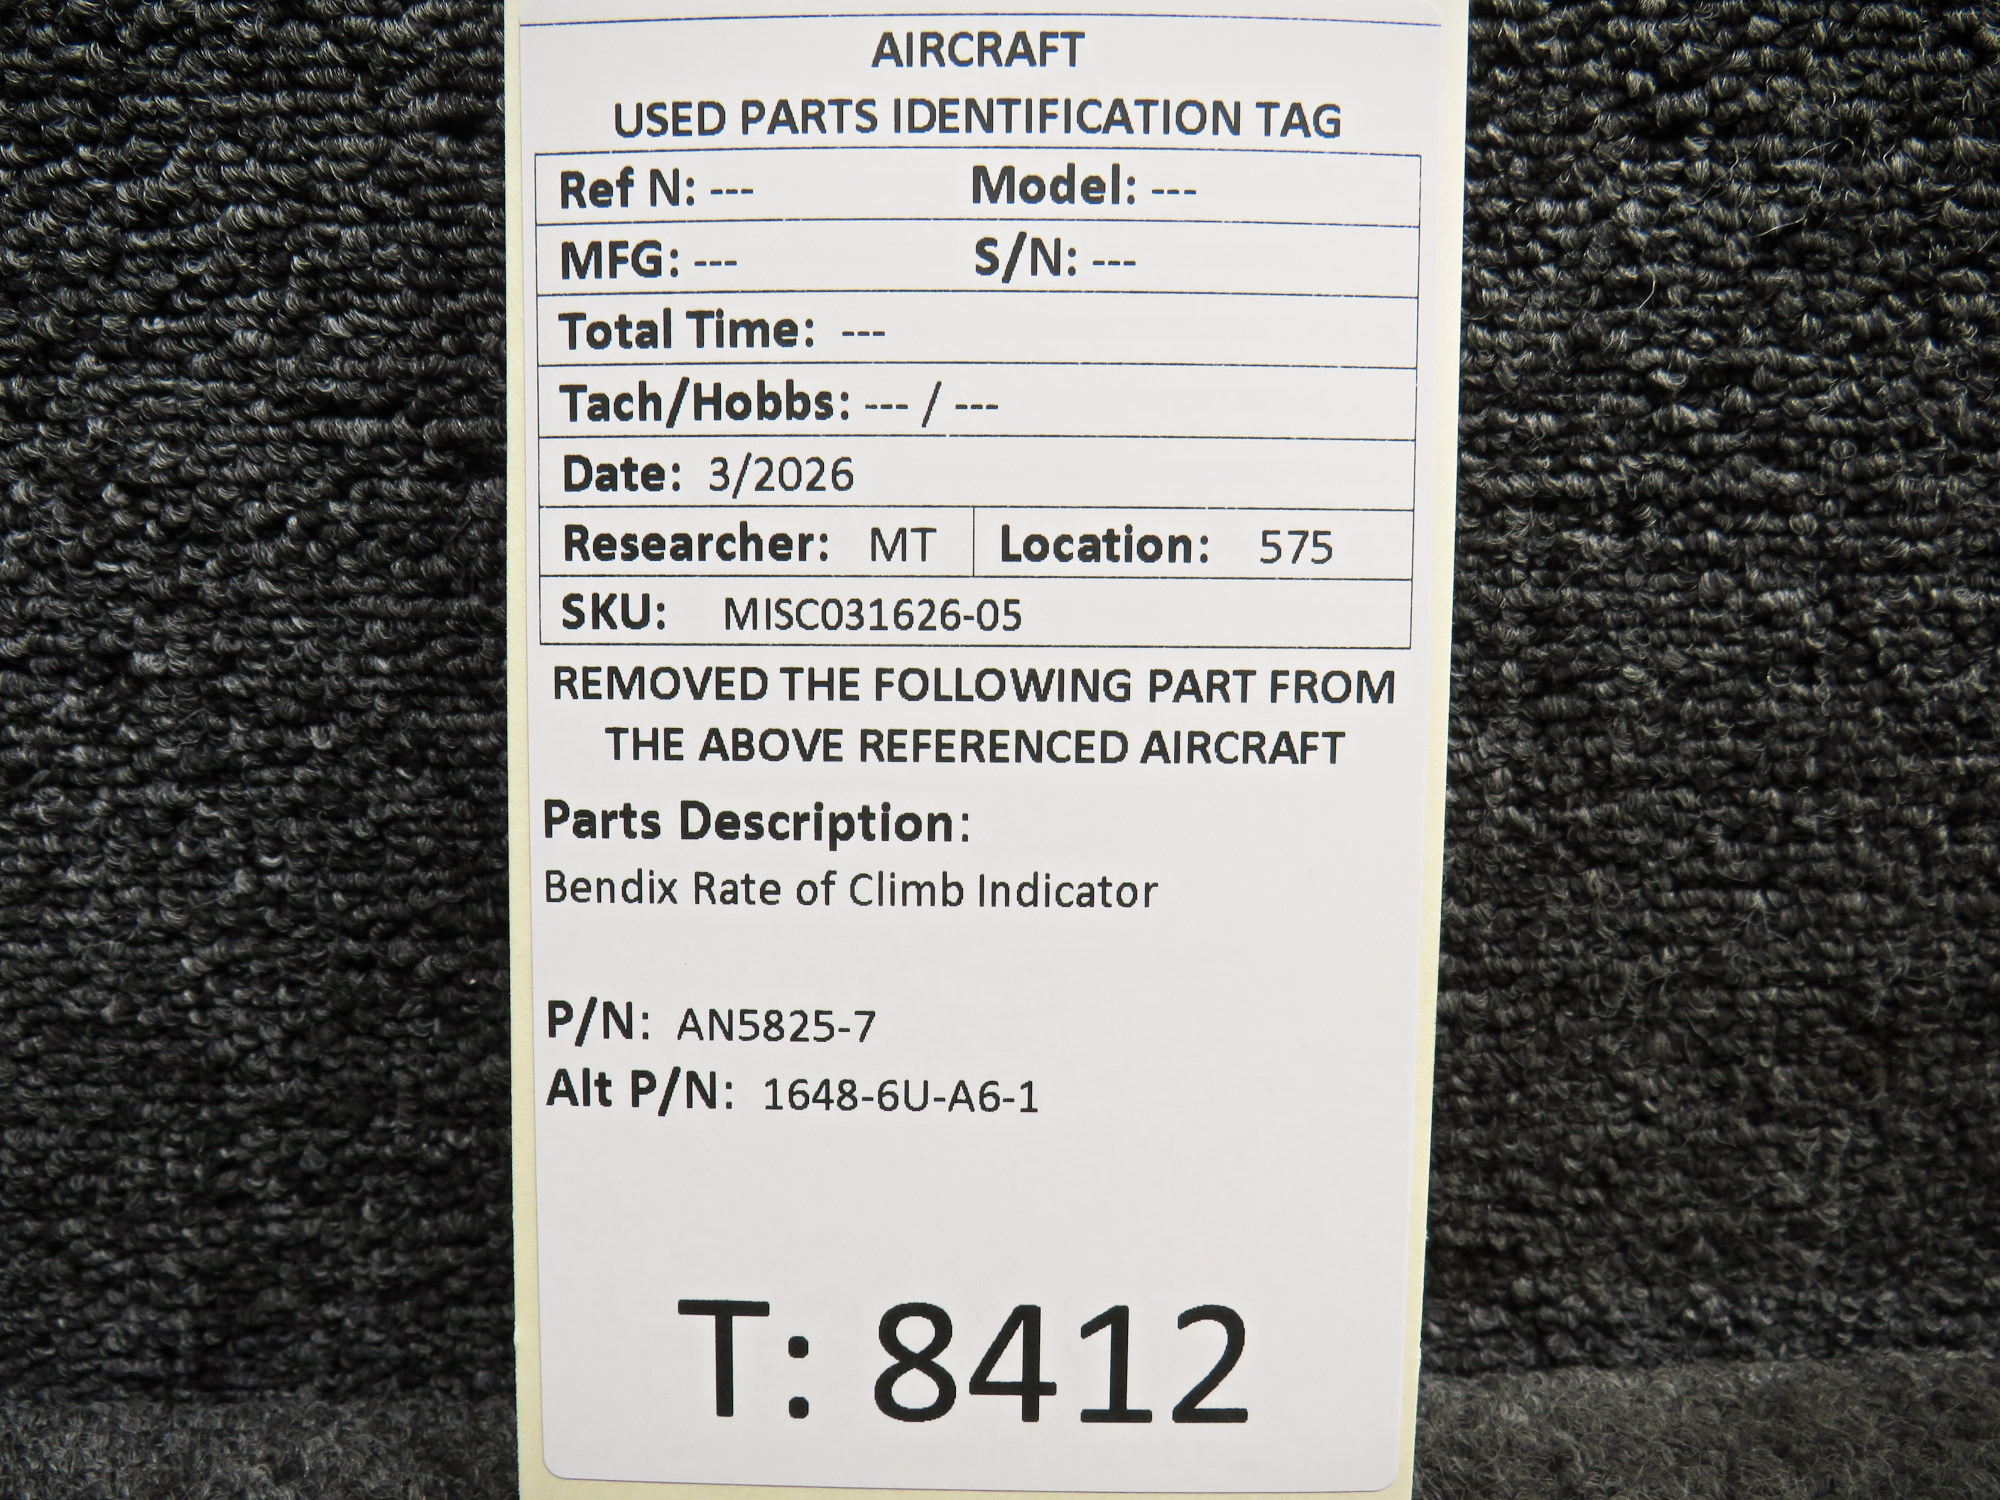 AIRCRAFT
USED PARTS IDENTIFICATION TAG
Ref N: --- Model: ---
MFG: --- S/N: ---
Total Time: ---
Tach/Hobbs: --- / ---
Date: 3/2026
Researcher: MT Location: 575
SKU: MISC031626-05
REMOVED THE FOLLOWING PART FROM
THE ABOVE REFERENCED AIRCRAFT
Parts Description:
Bendix Rate of Climb Indicator
P/N: AN5825-7
Alt P/N: 1648-6U-A6-1
T: 8412